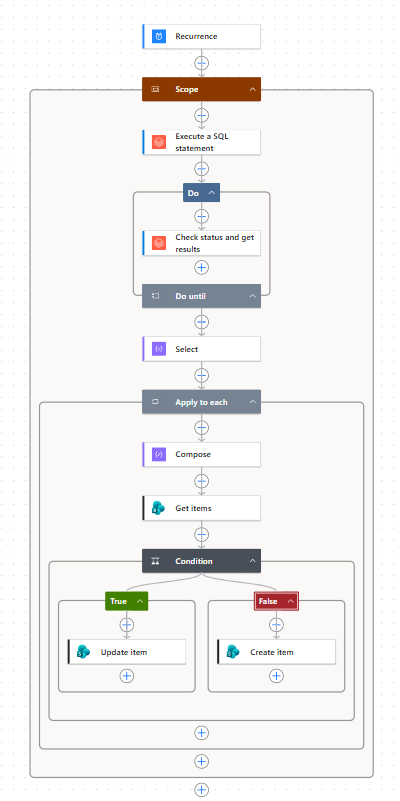 Recurrence
Scope
Execute a SQL
statement
Do
Check status and get
results
Do until
Select
Apply to each
Compose
Get items
Condition
True
False
Update item
Create item